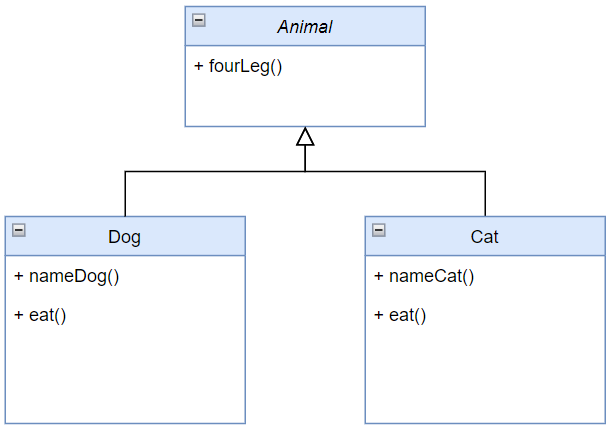 Animal
+ fourLeg()
Dog
+ nameDog()
+ eat()
Cat
+ nameCat()
+ eat()